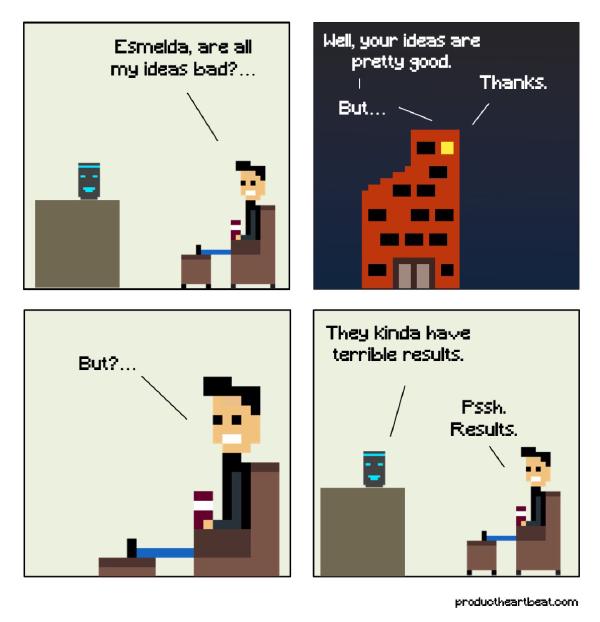 Esmelda, are all
my ideas bad?...
Well, your ideas are
pretty good.
But...
Thanks.
But?...
They kinda have
terrible results.
Pssh.
Results.
productheartbeat.com